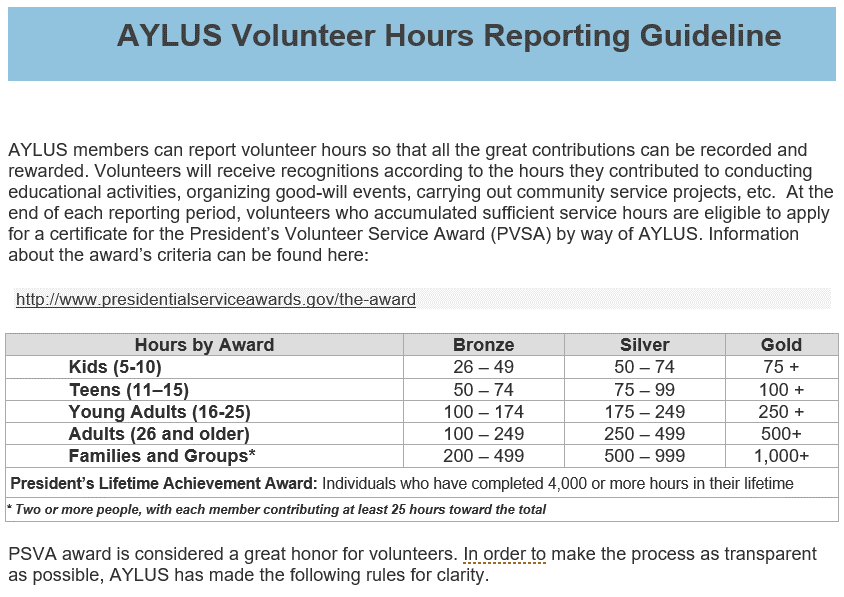 AYLUS Volunteer Hours Reporting Guideline
AYLUS members can report volunteer hours so that all the great contributions can be recorded and
rewarded. Volunteers will receive recognitions according to the hours they contributed to conducting
educational activities, organizing good-will events, carrying out community service projects, etc.  At the
end of each reporting period, volunteers who accumulated sufficient service hours are eligible to apply
for a certificate for the President's Volunteer Service Award (PVSA) by way of AYLUS. Information
about the award's criteria can be found here:
http://www.presidentialserviceawards.gov/the-award
Hours by Award Bronze Silver Gold
Kids (5-10) 26 – 49 50 – 74 75 +
Teens (11–15) 50 – 74 75 – 99 100 +
Young Adults (16-25) 100 – 174 175 – 249 250 +
Adults (26 and older) 100 – 249 250 – 499 500+
Families and Groups* 200 – 499 500 – 999 1,000+
President's Lifetime Achievement Award: Individuals who have completed 4,000 or more hours in their lifetime
* Two or more people, with each member contributing at least 25 hours toward the total
PSVA award is considered a great honor for volunteers. In order to make the process as transparent
as possible, AYLUS has made the following rules for clarity.